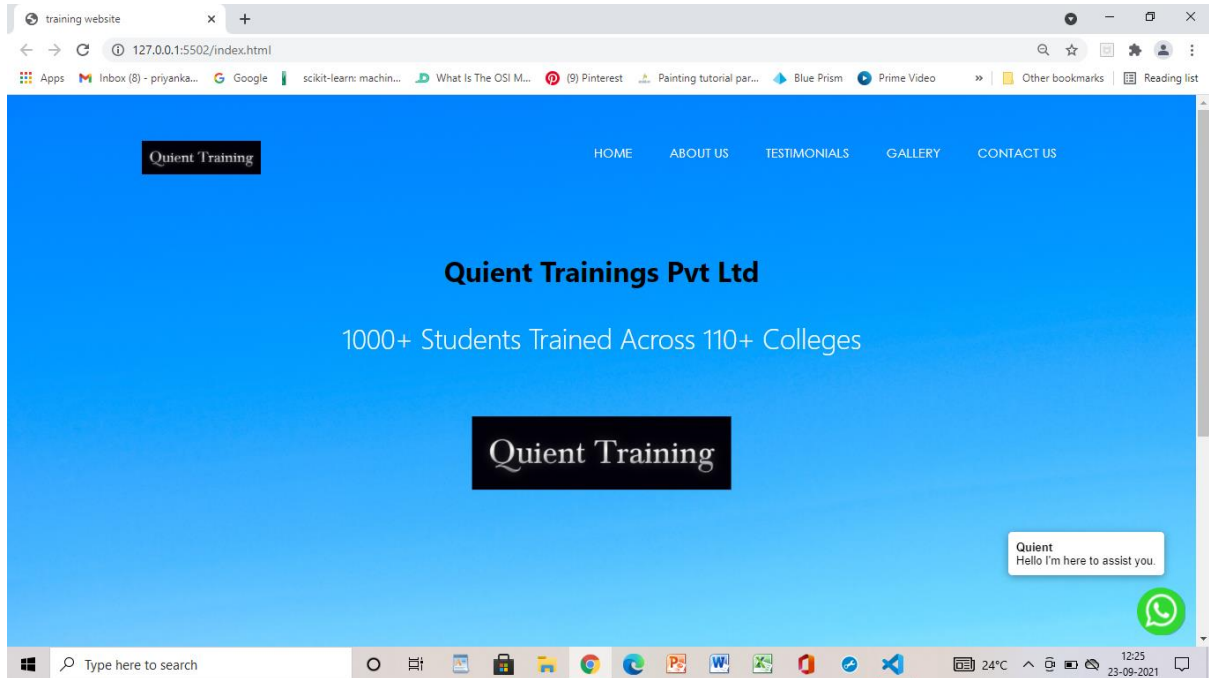 training website
127.0.0.1:5502/index.html
Apps Inbox (8) - priyanka... Google scikit-learn: machin... What Is The OSI M... (9) Pinterest Painting tutorial par... Blue Prism Prime Video » Other bookmarks Reading list
Quient Training HOME ABOUT US TESTIMONIALS GALLERY CONTACT US
Quient Trainings Pvt Ltd
1000+ Students Trained Across 110+ Colleges
Quient Training
Quient
Hello I'm here to assist you.
Type here to search 24°C 12:25
23-09-2021